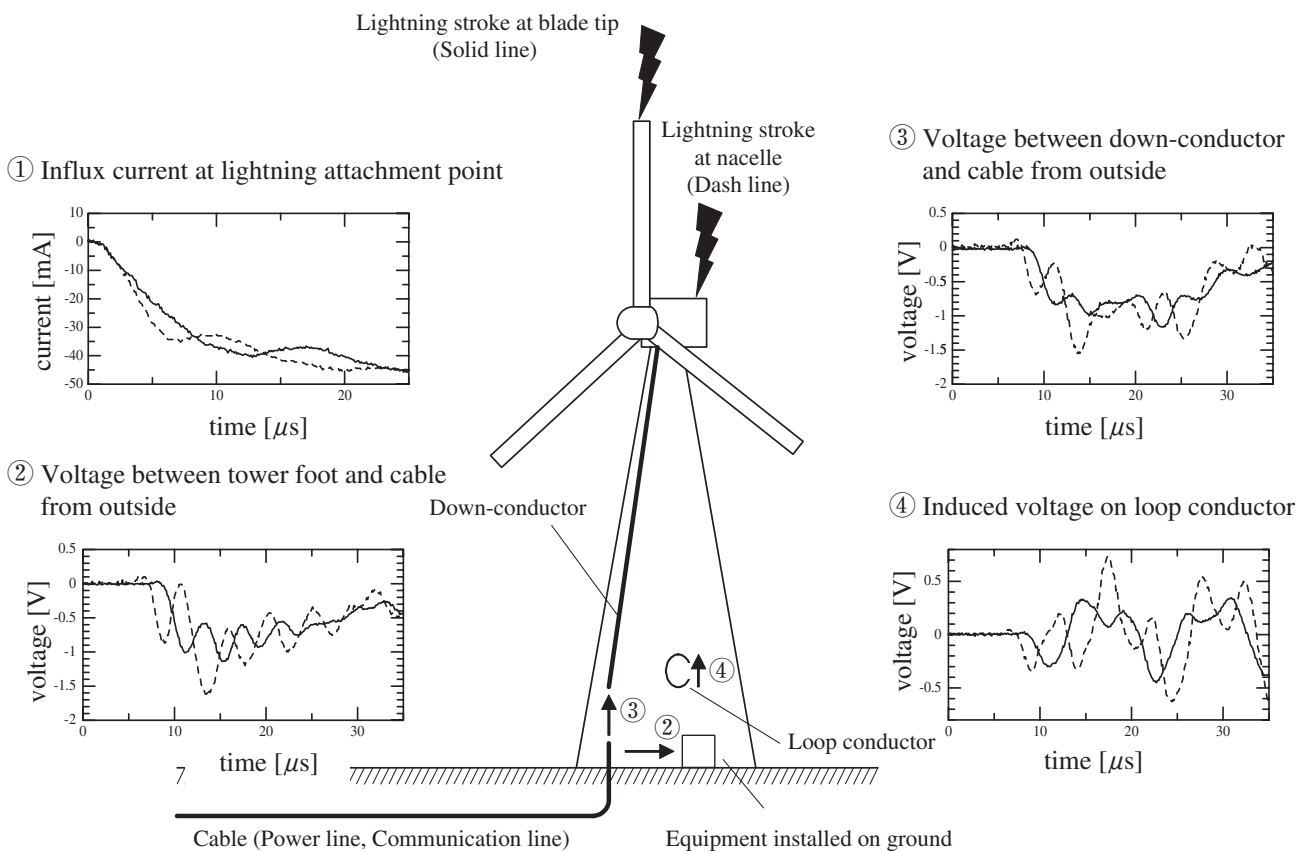 Lightning stroke at blade tip
(Solid line)
Lightning stroke
at nacelle
(Dash line)
① Influx current at lightning attachment point
10
0
-10
-20
-30
-40
-50
current [mA]
0 10 20
time [μs]
② Voltage between tower foot and cable
from outside
0.5
0
-0.5
-1
-1.5
-2
voltage [V]
0 10 20 30
time [μs]
③ Voltage between down-conductor
and cable from outside
0.5
0
-0.5
-1
-1.5
-2
voltage [V]
0 10 20 30
time [μs]
④ Induced voltage on loop conductor
0.5
0
-0.5
voltage [V]
0 10 20 30
time [μs]
Down-conductor
④
③
②
Loop conductor
Cable (Power line, Communication line)
Equipment installed on ground